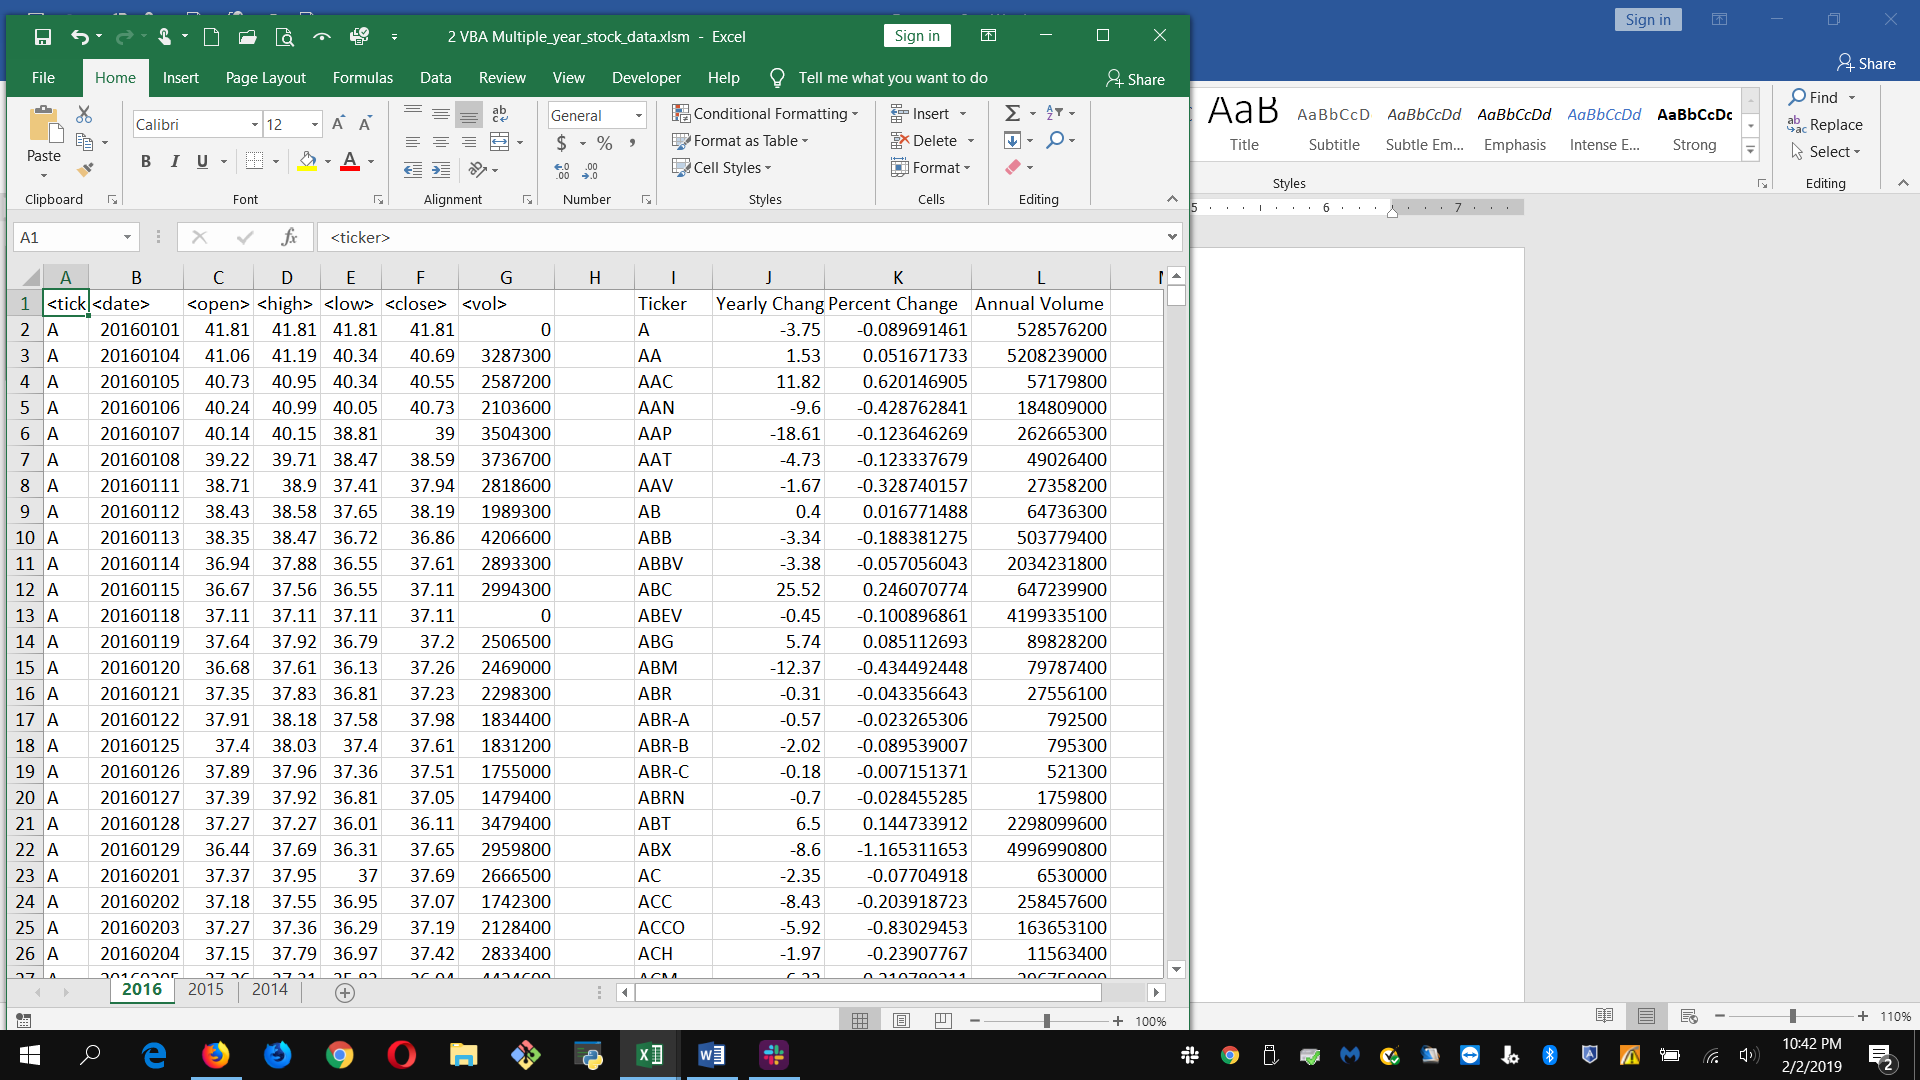 2 VBA Multiple_year_stock_data.xlsm - Excel Sign in
Sign in
File Home Insert Page Layout Formulas Data Review View Developer Help Tell me what you want to do Share
Share
Paste
Clipboard
Calibri 12
B I U
Font
Alignment
General
$ % ,
Number
Conditional Formatting
Format as Table
Cell Styles
Styles
Insert
Delete
Format
Cells
Editing
AaB AaBbCcD AaBbCcDd AaBbCcDd AaBbCcDd AaBbCcDc
Title Subtitle Subtle Em... Emphasis Intense E... Strong
Styles
Find
Replace
Select
Editing
5 6 7
A1 fx <ticker>
A B C D E F G H I J K L
1 <tick <date> <open> <high> <low> <close> <vol> Ticker Yearly Chang Percent Change Annual Volume
2 A 20160101 41.81 41.81 41.81 41.81 0 A -3.75 -0.089691461 528576200
3 A 20160104 41.06 41.19 40.34 40.69 3287300 AA 1.53 0.051671733 5208239000
4 A 20160105 40.73 40.95 40.34 40.55 2587200 AAC 11.82 0.620146905 57179800
5 A 20160106 40.24 40.99 40.05 40.73 2103600 AAN -9.6 -0.428762841 184809000
6 A 20160107 40.14 40.15 38.81 39 3504300 AAP -18.61 -0.123646269 262665300
7 A 20160108 39.22 39.71 38.47 38.59 3736700 AAT -4.73 -0.123337679 49026400
8 A 20160111 38.71 38.9 37.41 37.94 2818600 AAV -1.67 -0.328740157 27358200
9 A 20160112 38.43 38.58 37.65 38.19 1989300 AB 0.4 0.016771488 64736300
10 A 20160113 38.35 38.47 36.72 36.86 4206600 ABB -3.34 -0.188381275 503779400
11 A 20160114 36.94 37.88 36.55 37.61 2893300 ABBV -3.38 -0.057056043 2034231800
12 A 20160115 36.67 37.56 36.55 37.11 2994300 ABC 25.52 0.246070774 647239900
13 A 20160118 37.11 37.11 37.11 37.11 0 ABEV -0.45 -0.100896861 4199335100
14 A 20160119 37.64 37.92 36.79 37.2 2506500 ABG 5.74 0.085112693 89828200
15 A 20160120 36.68 37.61 36.13 37.26 2469000 ABM -12.37 -0.434492448 79787400
16 A 20160121 37.35 37.83 36.81 37.23 2298300 ABR -0.31 -0.043356643 27556100
17 A 20160122 37.91 38.18 37.58 37.98 1834400 ABR-A -0.57 -0.023265306 792500
18 A 20160125 37.4 38.03 37.4 37.61 1831200 ABR-B -2.02 -0.089539007 795300
19 A 20160126 37.89 37.96 37.36 37.51 1755000 ABR-C -0.18 -0.007151371 521300
20 A 20160127 37.39 37.92 36.81 37.05 1479400 ABRN -0.7 -0.028455285 1759800
21 A 20160128 37.27 37.27 36.01 36.11 3479400 ABT 6.5 0.144733912 2298099600
22 A 20160129 36.44 37.69 36.31 37.65 2959800 ABX -8.6 -1.165311653 4996990800
23 A 20160201 37.37 37.95 37 37.69 2666500 AC -2.35 -0.07704918 6530000
24 A 20160202 37.18 37.55 36.95 37.07 1742300 ACC -8.43 -0.203918723 258457600
25 A 20160203 37.27 37.36 36.29 37.19 2128400 ACCO -5.92 -0.83029453 163653100
26 A 20160204 37.15 37.79 36.97 37.42 2833400 ACH -1.97 -0.23907767 11563400
2016 2015 2014
100%
110%
10:42 PM
2/2/2019
2